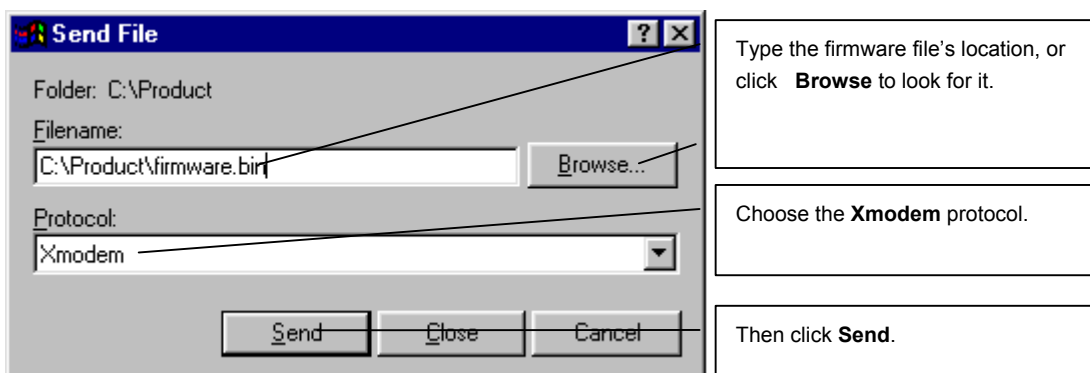 Send File
Folder: C:\Product
Filename:
C:\Product\firmware.bin
Browse...
Protocol:
Xmodem
Send
Close
Cancel
Type the firmware file’s location, or
click Browse to look for it.
Choose the Xmodem protocol.
Then click Send.